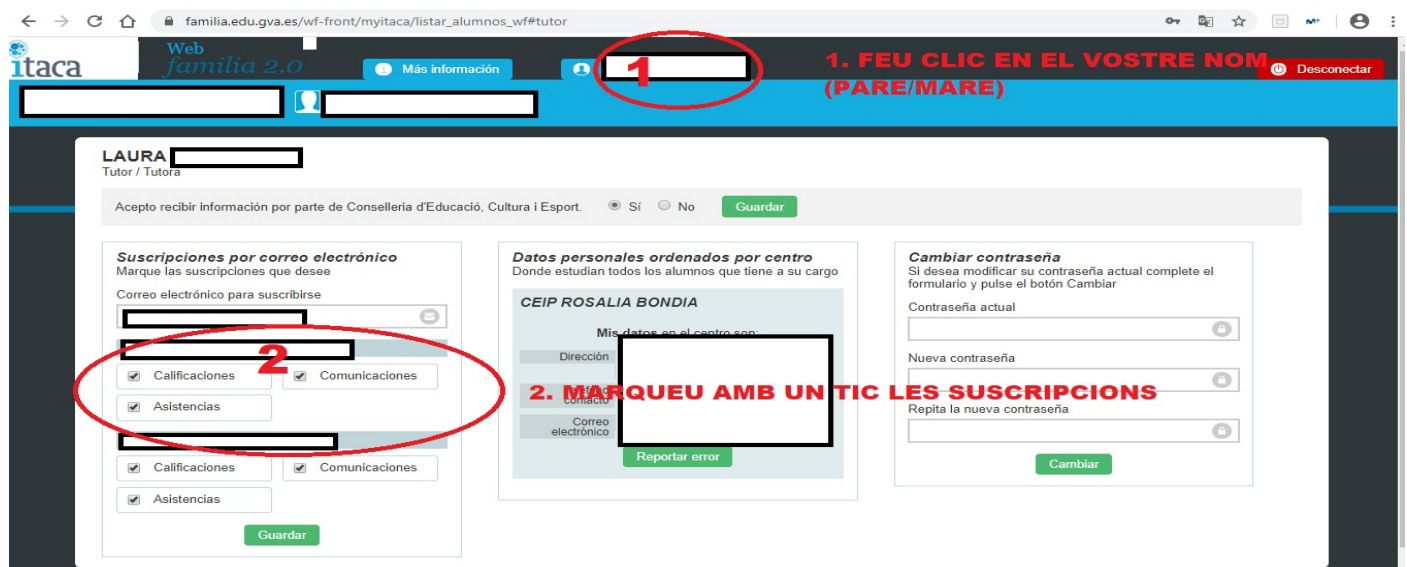 familia.edu.gva.es/wf-front/myitaca/listar_alumnos_wf#tutor
itaca
Web
familia 2.0
Más información
1
1. FEU CLIC EN EL VOSTRE NOM
(PARE/MARE)
Desconectar
LAURA
Tutor / Tutora
Acepto recibir información por parte de Conselleria d'Educació, Cultura i Esport. Sí No Guardar
Suscripciones por correo electrónico
Marque las suscripciones que desee
Correo electrónico para suscribirse
2
Calificaciones Comunicaciones
Asistencias
Calificaciones Comunicaciones
Asistencias
Guardar
Datos personales ordenados por centro
Donde estudian todos los alumnos que tiene a su cargo
CEIP ROSALIA BONDIA
Mis datos en el centro son:
Dirección
2. MARQUEU AMB UN TIC LES SUSCRIPCIONS
contacto
Correo
electrónico
Reportar error
Cambiar contraseña
Si desea modificar su contraseña actual complete el
formulario y pulse el botón Cambiar
Contraseña actual
Nueva contraseña
Repita la nueva contraseña
Cambiar